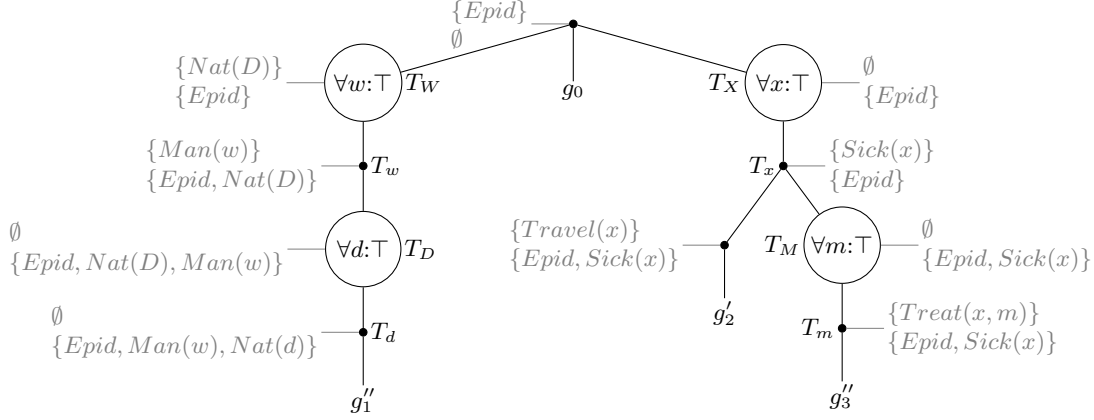 {Epid}
∅
{Nat(D)}
{Epid}
∀w:⊤
T_W
g_0
T_X
∀x:⊤
∅
{Epid}
{Man(w)}
{Epid, Nat(D)}
T_w
T_x
{Sick(x)}
{Epid}
∅
{Epid, Nat(D), Man(w)}
∀d:⊤
T_D
{Travel(x)}
{Epid, Sick(x)}
T_M
∀m:⊤
∅
{Epid, Sick(x)}
∅
{Epid, Man(w), Nat(d)}
T_d
g′_2
T_m
{Treat(x, m)}
{Epid, Sick(x)}
g″_1
g″_3